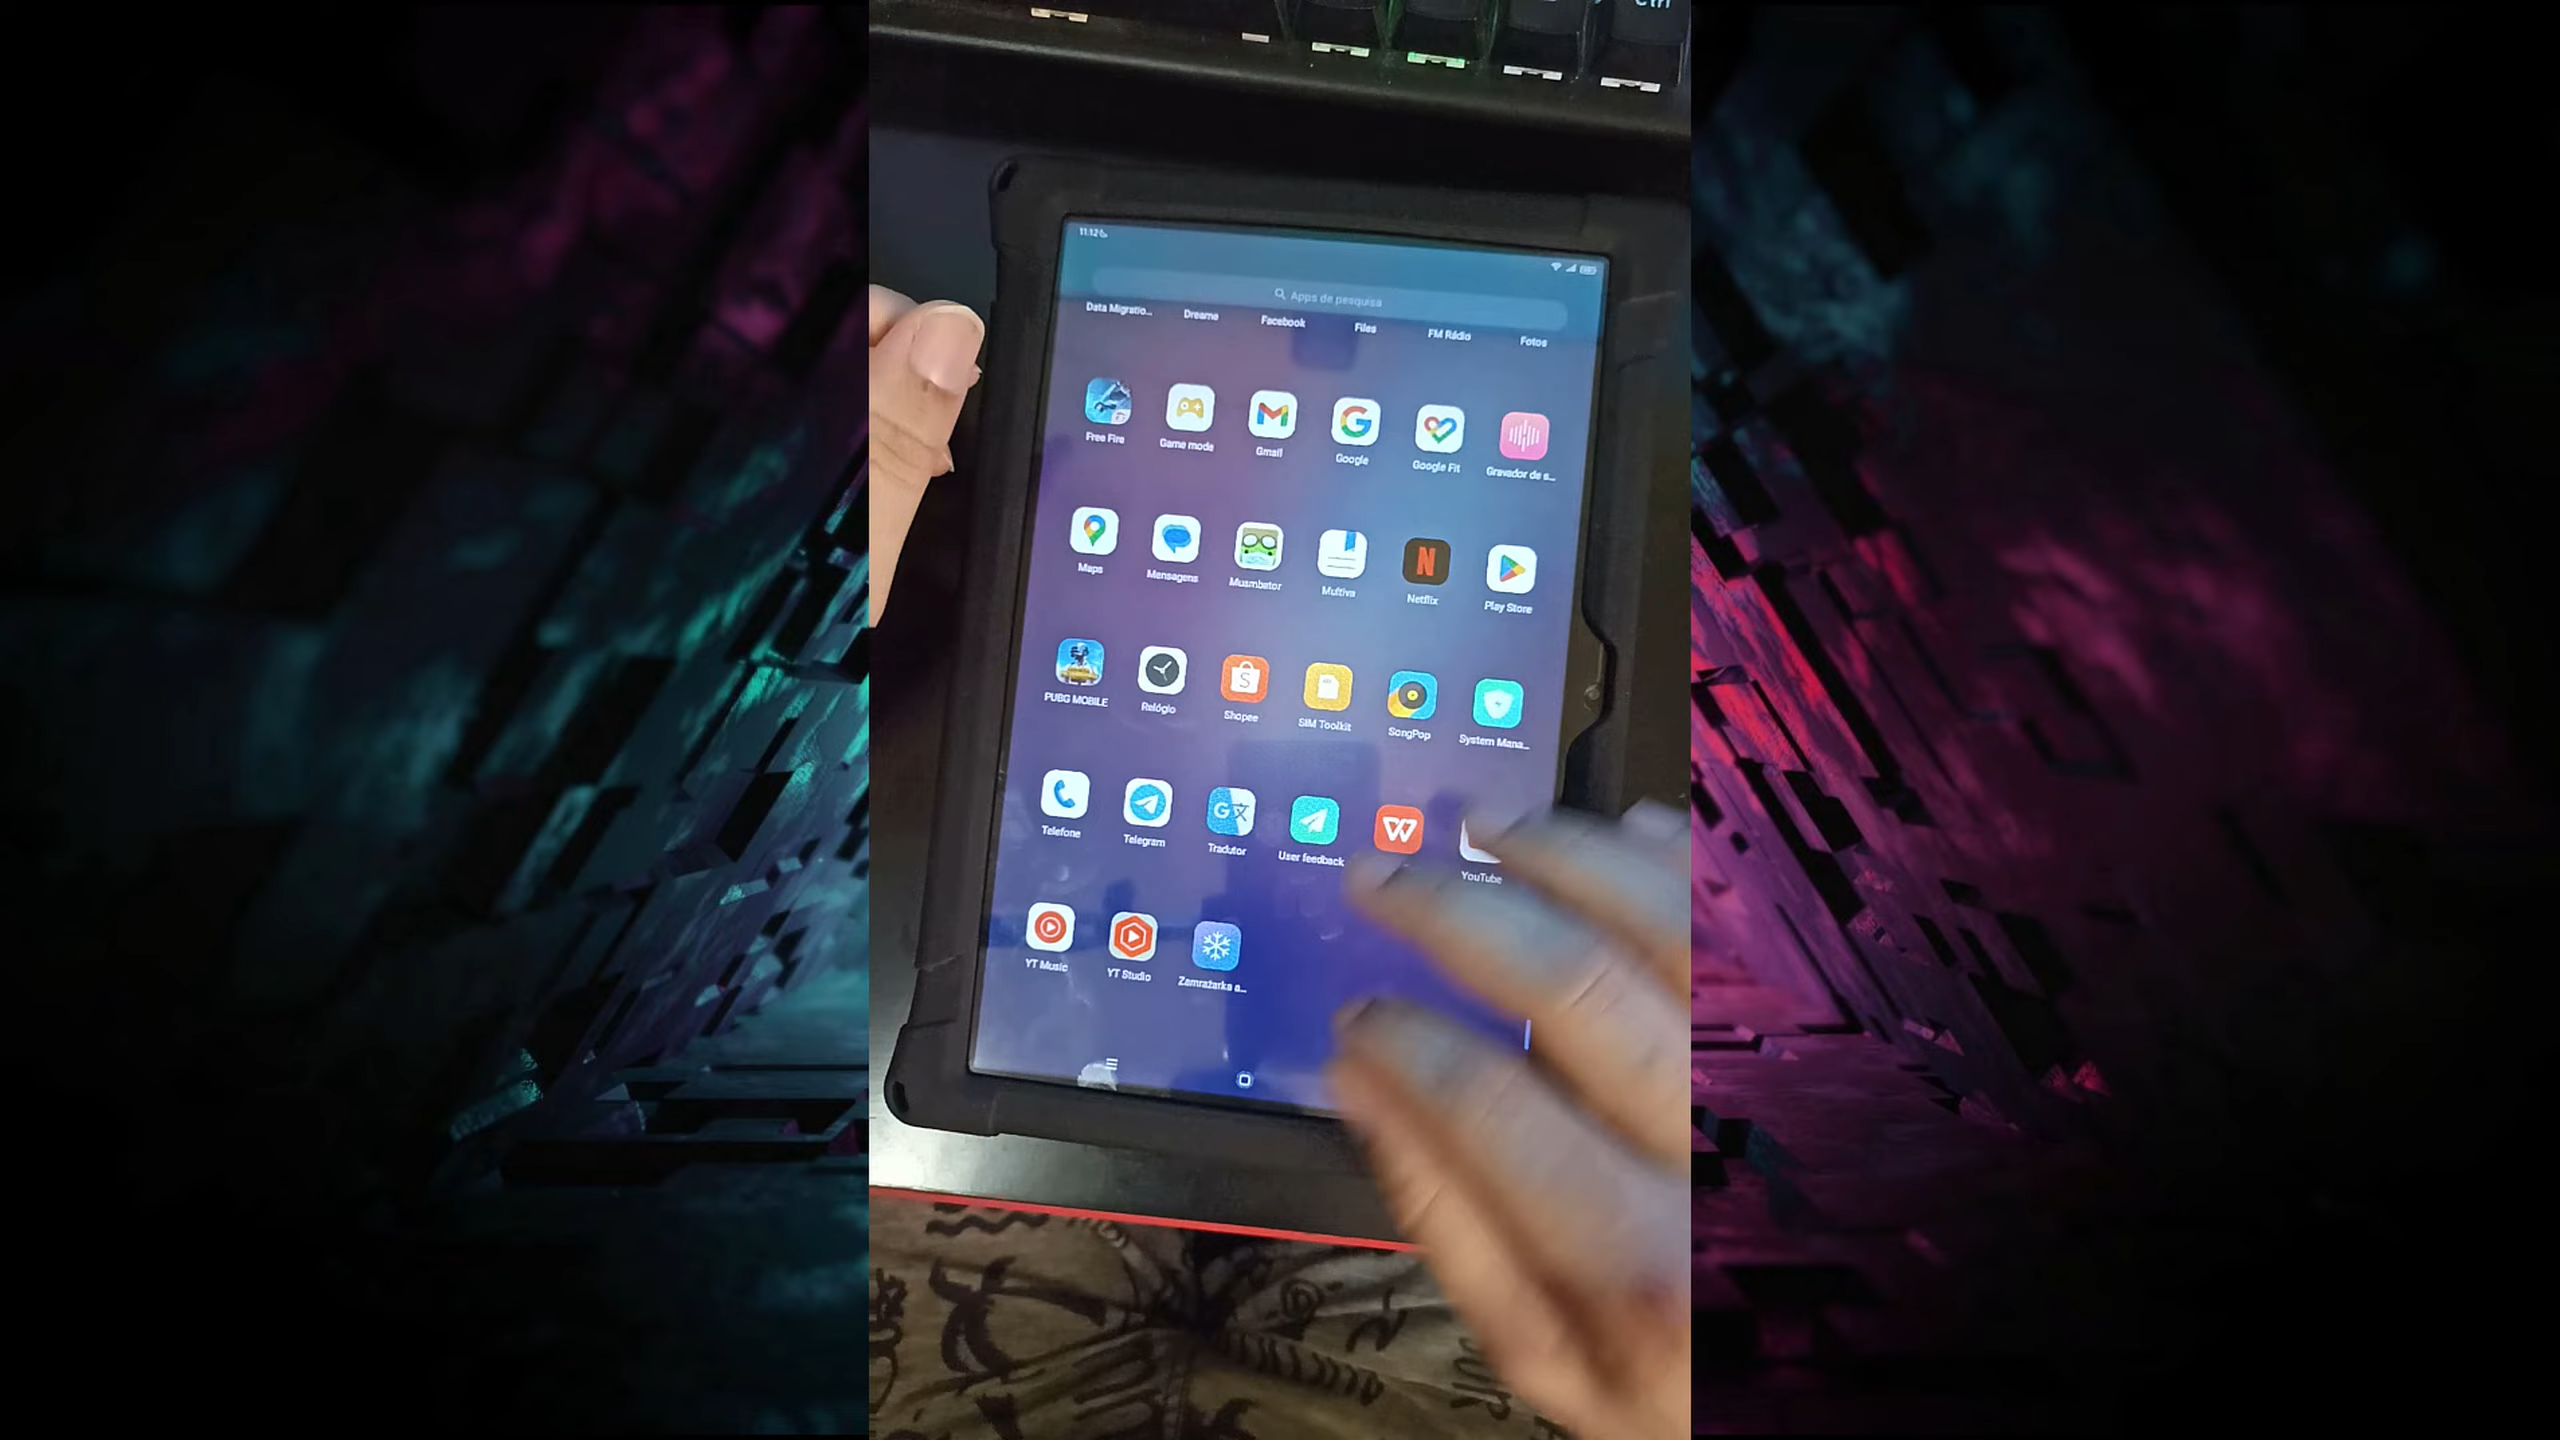 Ctrl
11:12
Apps de pesquisa
Data Migratio... Dreame Facebook Files FM Rádio Fotos
Free Fire Game mode Gmail Google Google Fit Gravador de s...
Maps Mensagens Musmbator Multiva Netflix Play Store
PUBG MOBILE Relógio Shopee SIM Toolkit SongPop System Mana...
Telefone Telegram Tradutor User feedback YouTube
YT Music YT Studio Zamrażarka a...